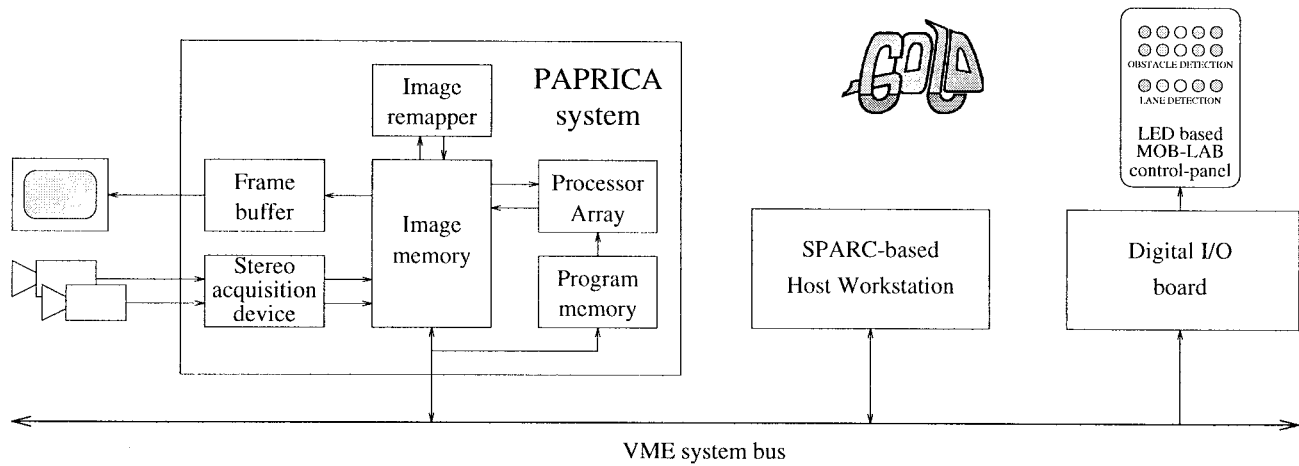 PAPRICA
system
Image
remapper
Frame
buffer
Image
memory
Processor
Array
Stereo
acquisition
device
Program
memory
GOLD
SPARC-based
Host Workstation
OBSTACLE DETECTION
LANE DETECTION
LED based
MOB-LAB
control-panel
Digital I/O
board
VME system bus